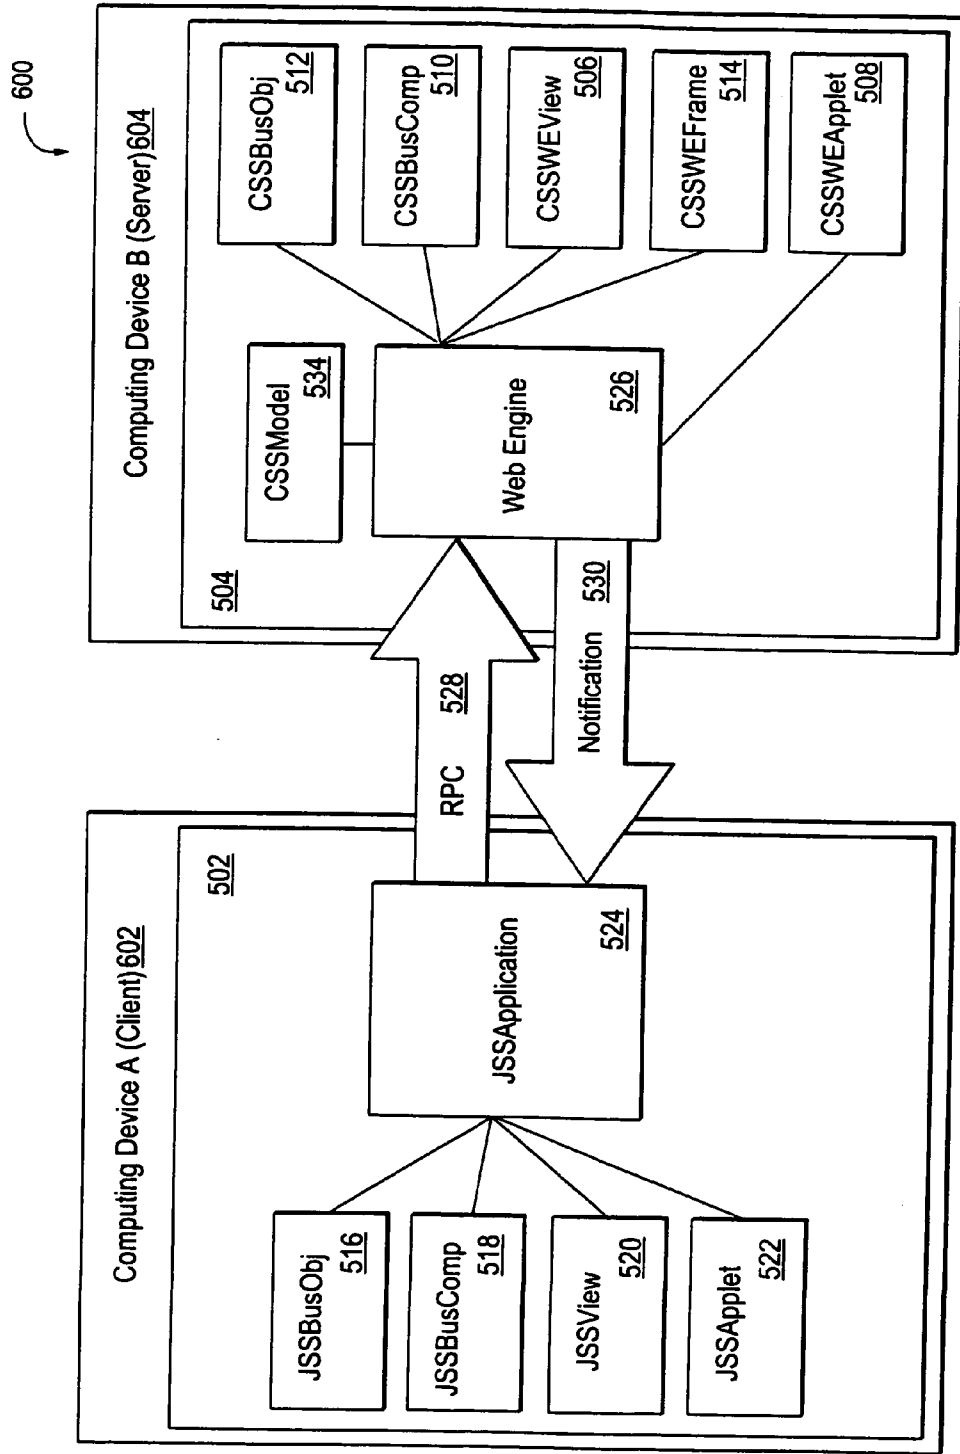 600
Computing Device A (Client) 602
502
JSSBusObj
516
JSSBusComp
518
JSSView
520
JSSApplet
522
JSSApplication
524
RPC 528
Notification 530
Computing Device B (Server) 604
504
CSSModel
534
Web Engine
526
CSSBusObj
512
CSSBusComp
510
CSSWEView
506
CSSWEFrame
514
CSSWEApplet
508